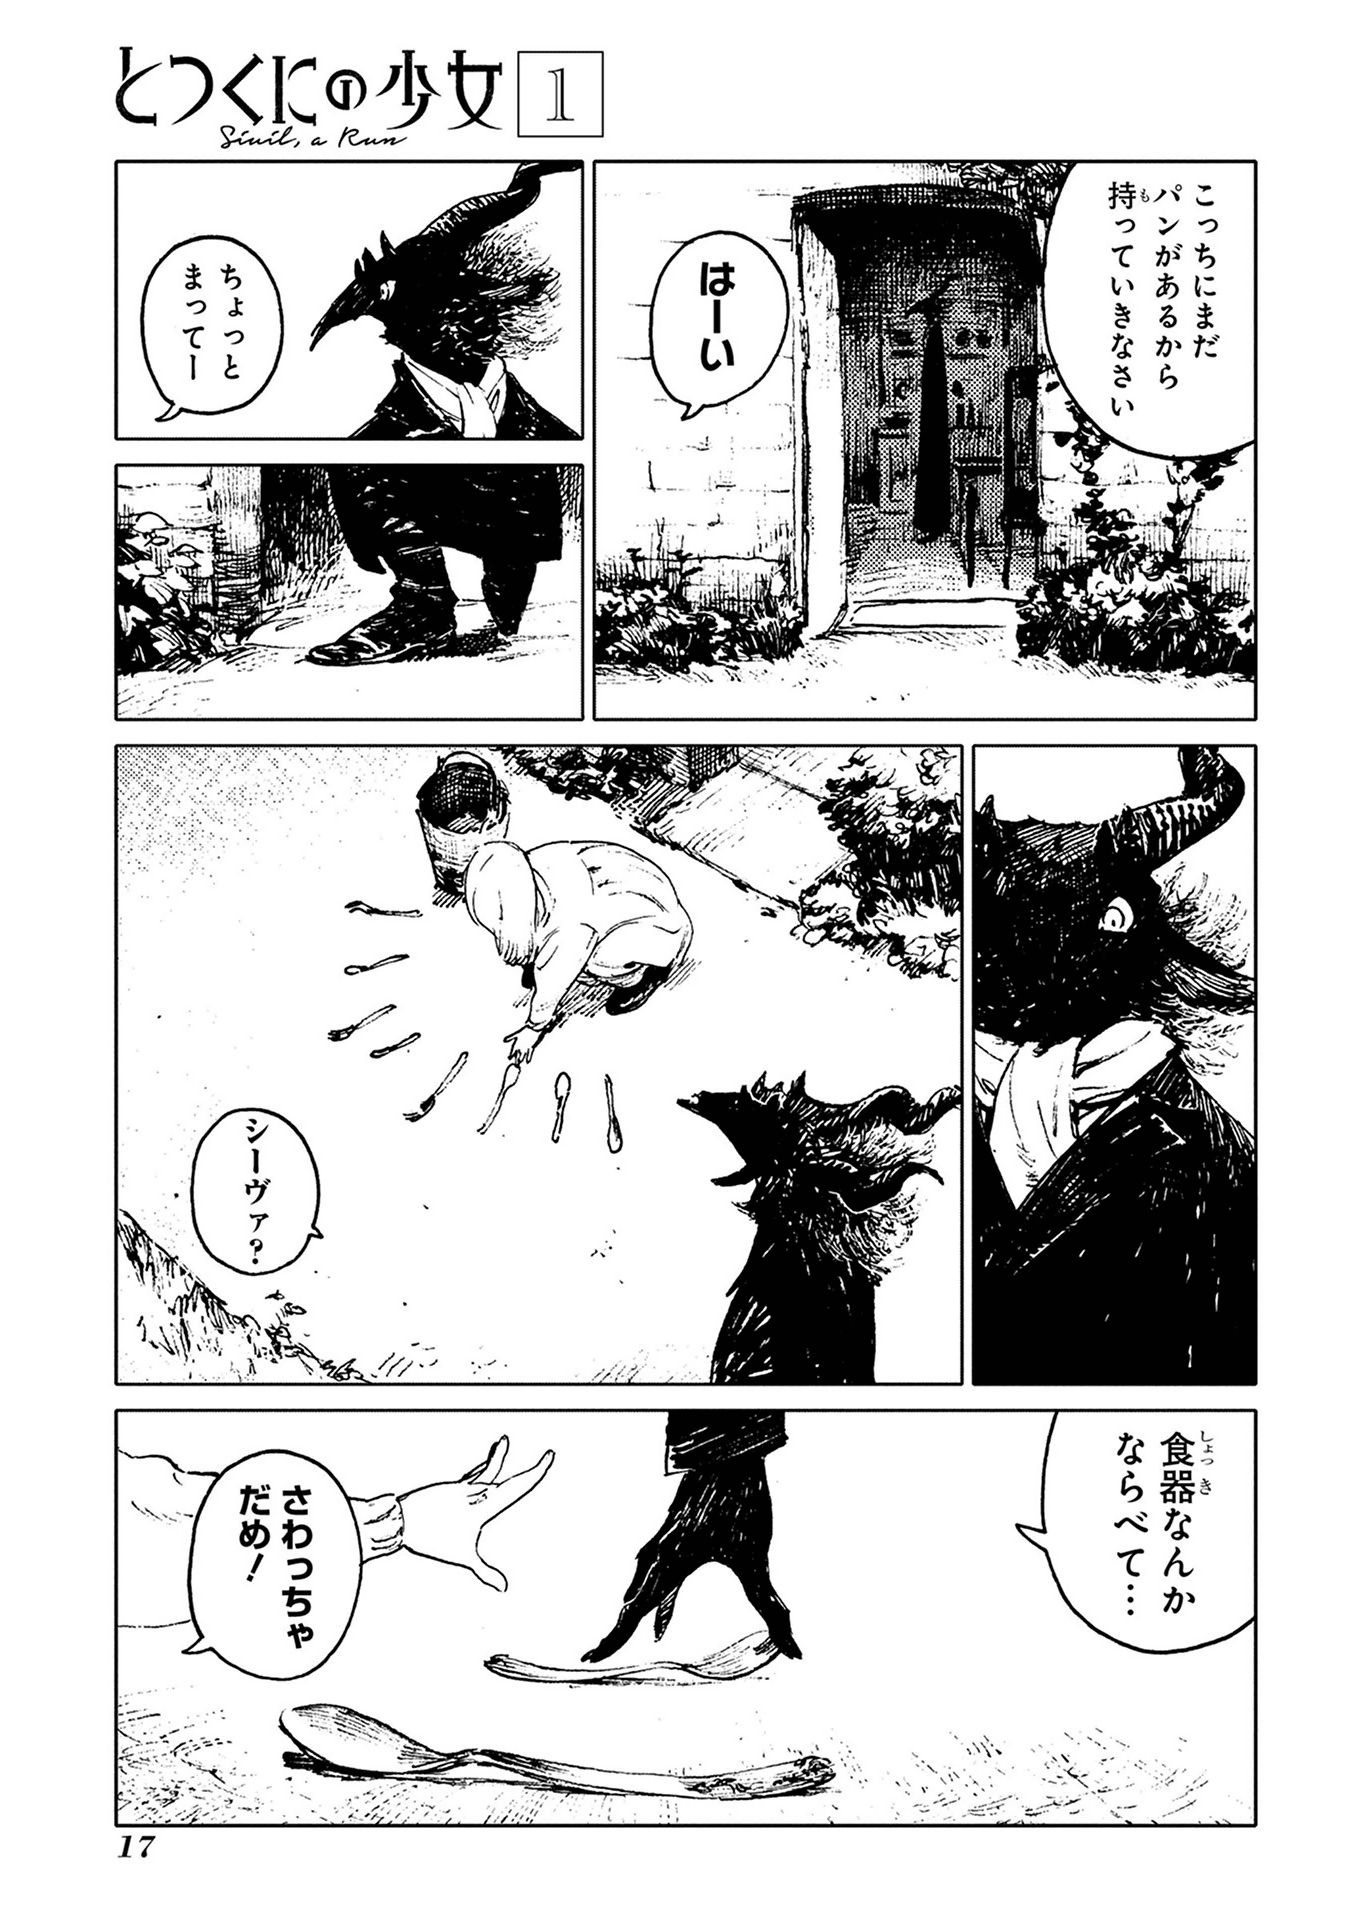 とつくにの少女 1
Siúil, a Rún
こっちにまだ
パンがあるから
持っていきなさい
も
はーい
ちょっと
まってー
シーヴァ?
食器なんか
しょっき
ならべて…
さわっちゃ
だめ!
17